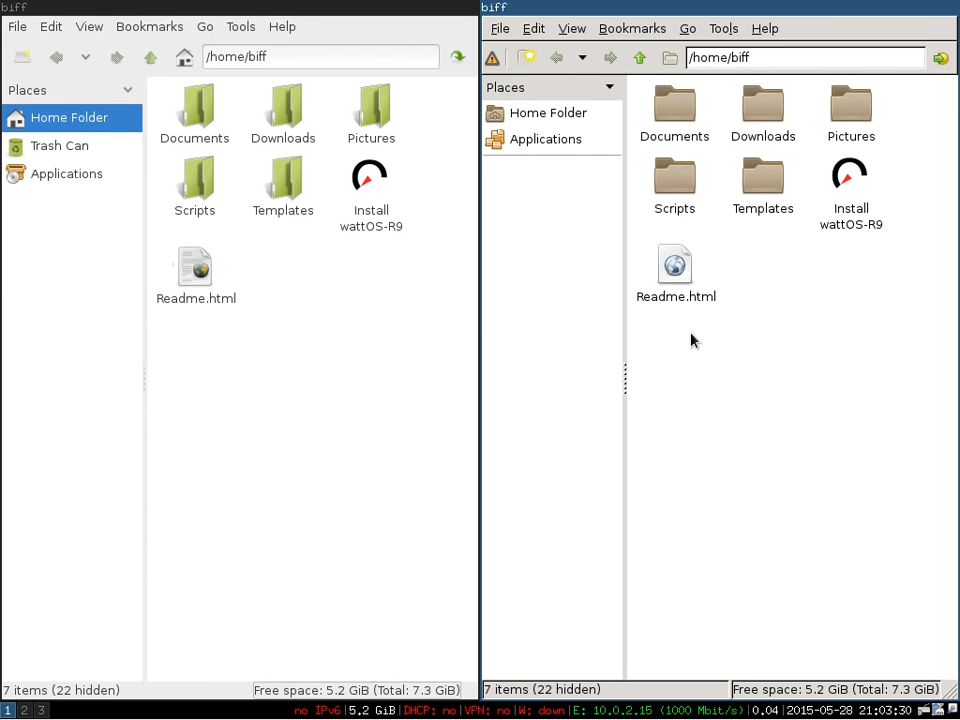 biff
File Edit View Bookmarks Go Tools Help
/home/biff
Places
Home Folder
Trash Can
Applications
Documents Downloads Pictures
Scripts Templates Install
wattOS-R9
Readme.html
7 items (22 hidden) Free space: 5.2 GiB (Total: 7.3 GiB)
biff
File Edit View Bookmarks Go Tools Help
/home/biff
Places
Home Folder
Applications
Documents Downloads Pictures
Scripts Templates Install
wattOS-R9
Readme.html
7 items (22 hidden) Free space: 5.2 GiB (Total: 7.3 GiB)
1 2 3 no IPv6|5.2 GiB|DHCP: no|VPN: no|W: down|E: 10.0.2.15 (1000 Mbit/s)|0.04|2015-05-28 21:03:30